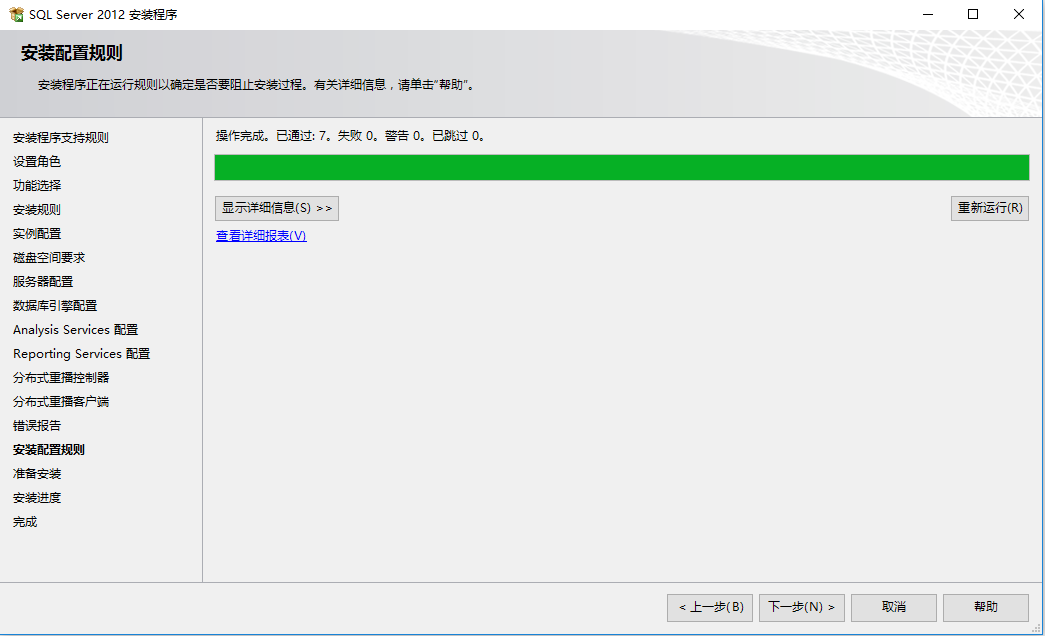 SQL Server 2012 安装程序
安装配置规则
安装程序正在运行规则以确定是否要阻止安装过程。有关详细信息，请单击“帮助”。
安装程序支持规则
设置角色
功能选择
安装规则
实例配置
磁盘空间要求
服务器配置
数据库引擎配置
Analysis Services 配置
Reporting Services 配置
分布式重播控制器
分布式重播客户端
错误报告
安装配置规则
准备安装
安装进度
完成
操作完成。已通过: 7。失败 0。警告 0。已跳过 0。
显示详细信息(S) >>
重新运行(R)
查看详细报表(V)
< 上一步(B)
下一步(N) >
取消
帮助